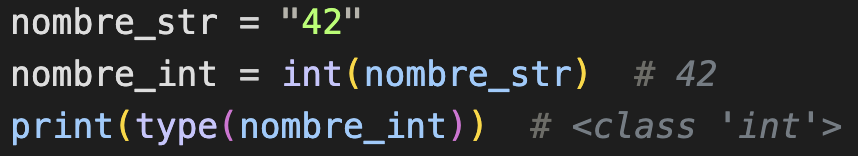 nombre_str = "42"
nombre_int = int(nombre_str)  # 42
print(type(nombre_int))  # <class 'int'>